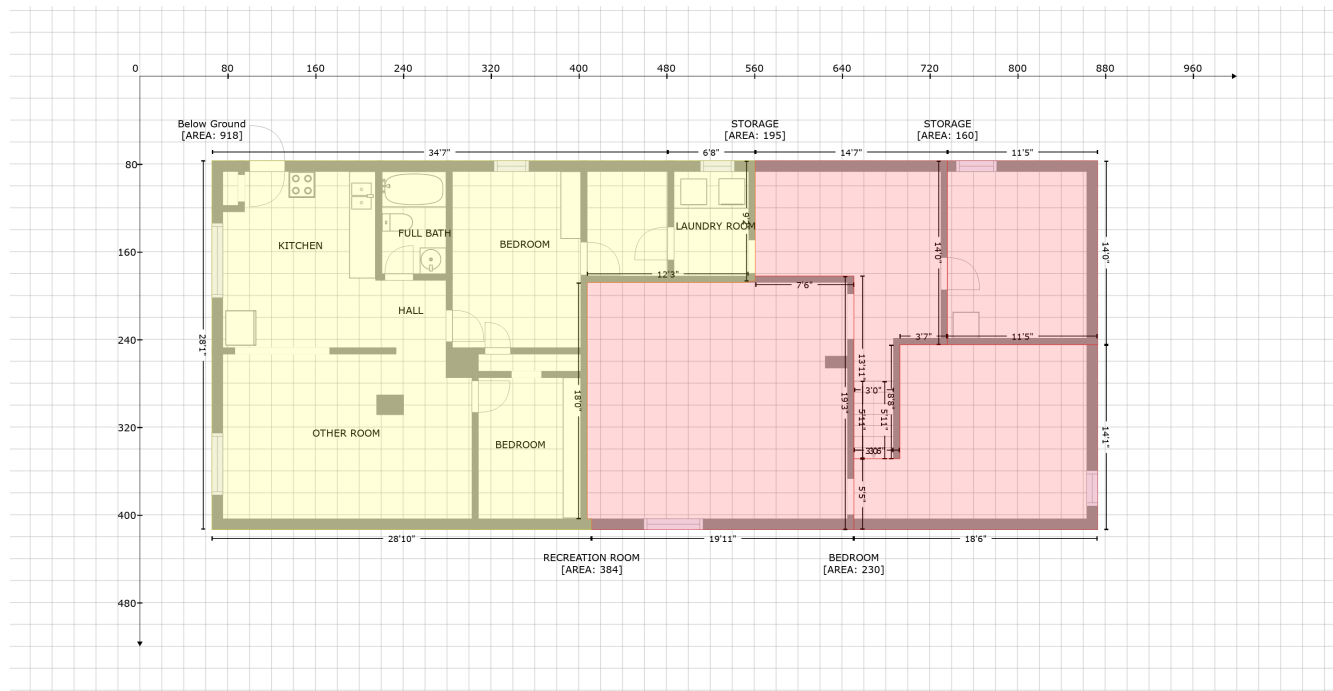 0 80 160 240 320 400 480 560 640 720 800 880 960
Below Ground
[AREA: 918]
STORAGE
[AREA: 195]
STORAGE
[AREA: 160]
34'7" 6'8" 14'7" 11'5"
80
160
240
320
400
480
KITCHEN
FULL BATH
BEDROOM
LAUNDRY ROOM
9'2"
14'0"
14'0"
12'3"
7'6"
HALL
28'1"
3'7"
11'5"
13'11"
3'0"
18'0"
19'3"
8'8"
5'11"
5'11"
OTHER ROOM
BEDROOM
14'1"
5'5"
28'10" 19'11" 18'6"
RECREATION ROOM
[AREA: 384]
BEDROOM
[AREA: 230]